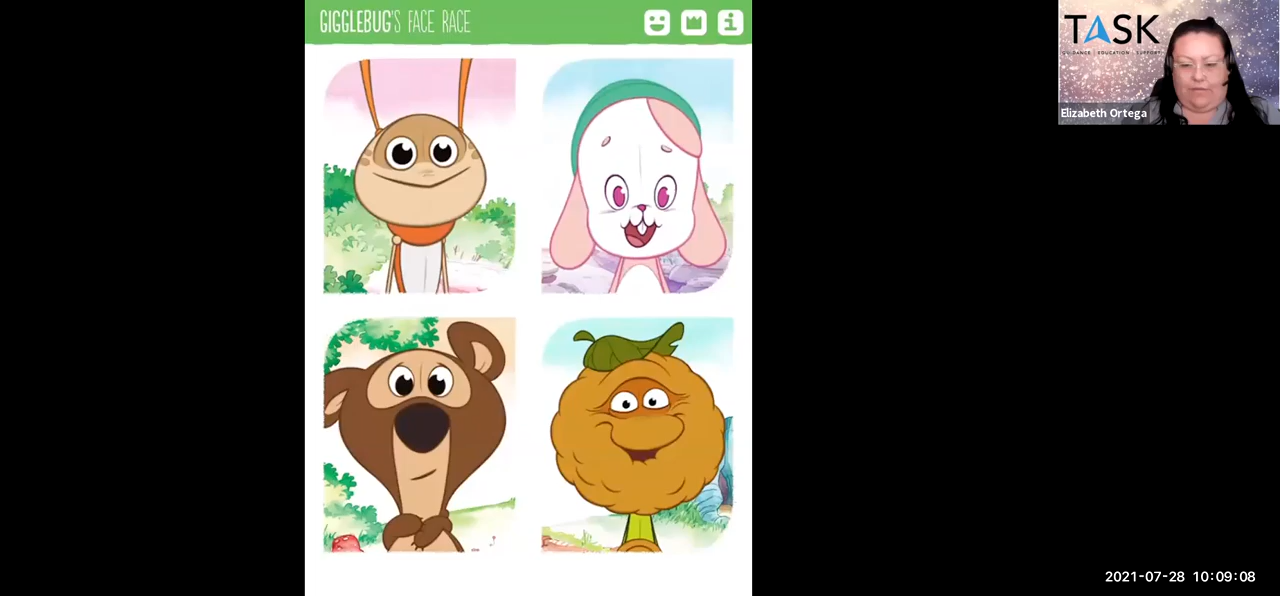 GIGGLEBUG'S FACE RACE
TASK
GUIDANCE | EDUCATION | SUPPORT
Elizabeth Ortega
2021-07-28 10:09:08